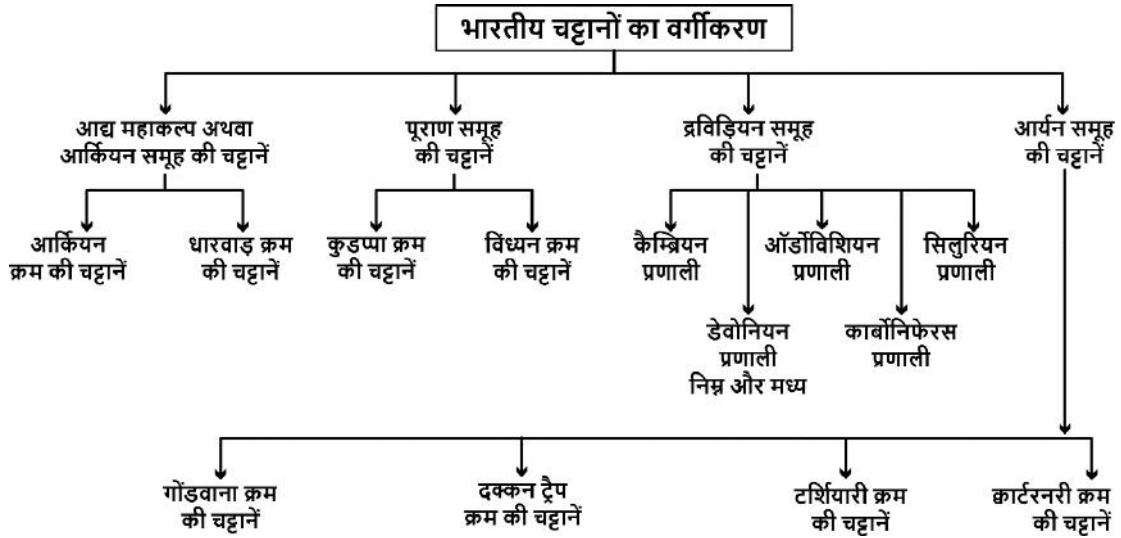 भारतीय चट्टानों का वर्गीकरण
आद्य महाकल्प अथवा
आर्कियन समूह की चट्टानें
पूराण समूह
की चट्टानें
द्रविड़ियन समूह
की चट्टानें
आर्यन समूह
की चट्टानें
आर्कियन
क्रम की चट्टानें
धारवाड़ क्रम
की चट्टानें
कुडप्पा क्रम
की चट्टानें
विंध्यन क्रम
की चट्टानें
कैम्ब्रियन
प्रणाली
ऑर्डोविशियन
प्रणाली
सिलुरियन
प्रणाली
डेवोनियन
प्रणाली
निम्न और मध्य
कार्बोनिफेरस
प्रणाली
गोंडवाना क्रम
की चट्टानें
दक्कन ट्रैप
क्रम की चट्टानें
टर्शियारी क्रम
की चट्टानें
क्वार्टरनरी क्रम
की चट्टानें